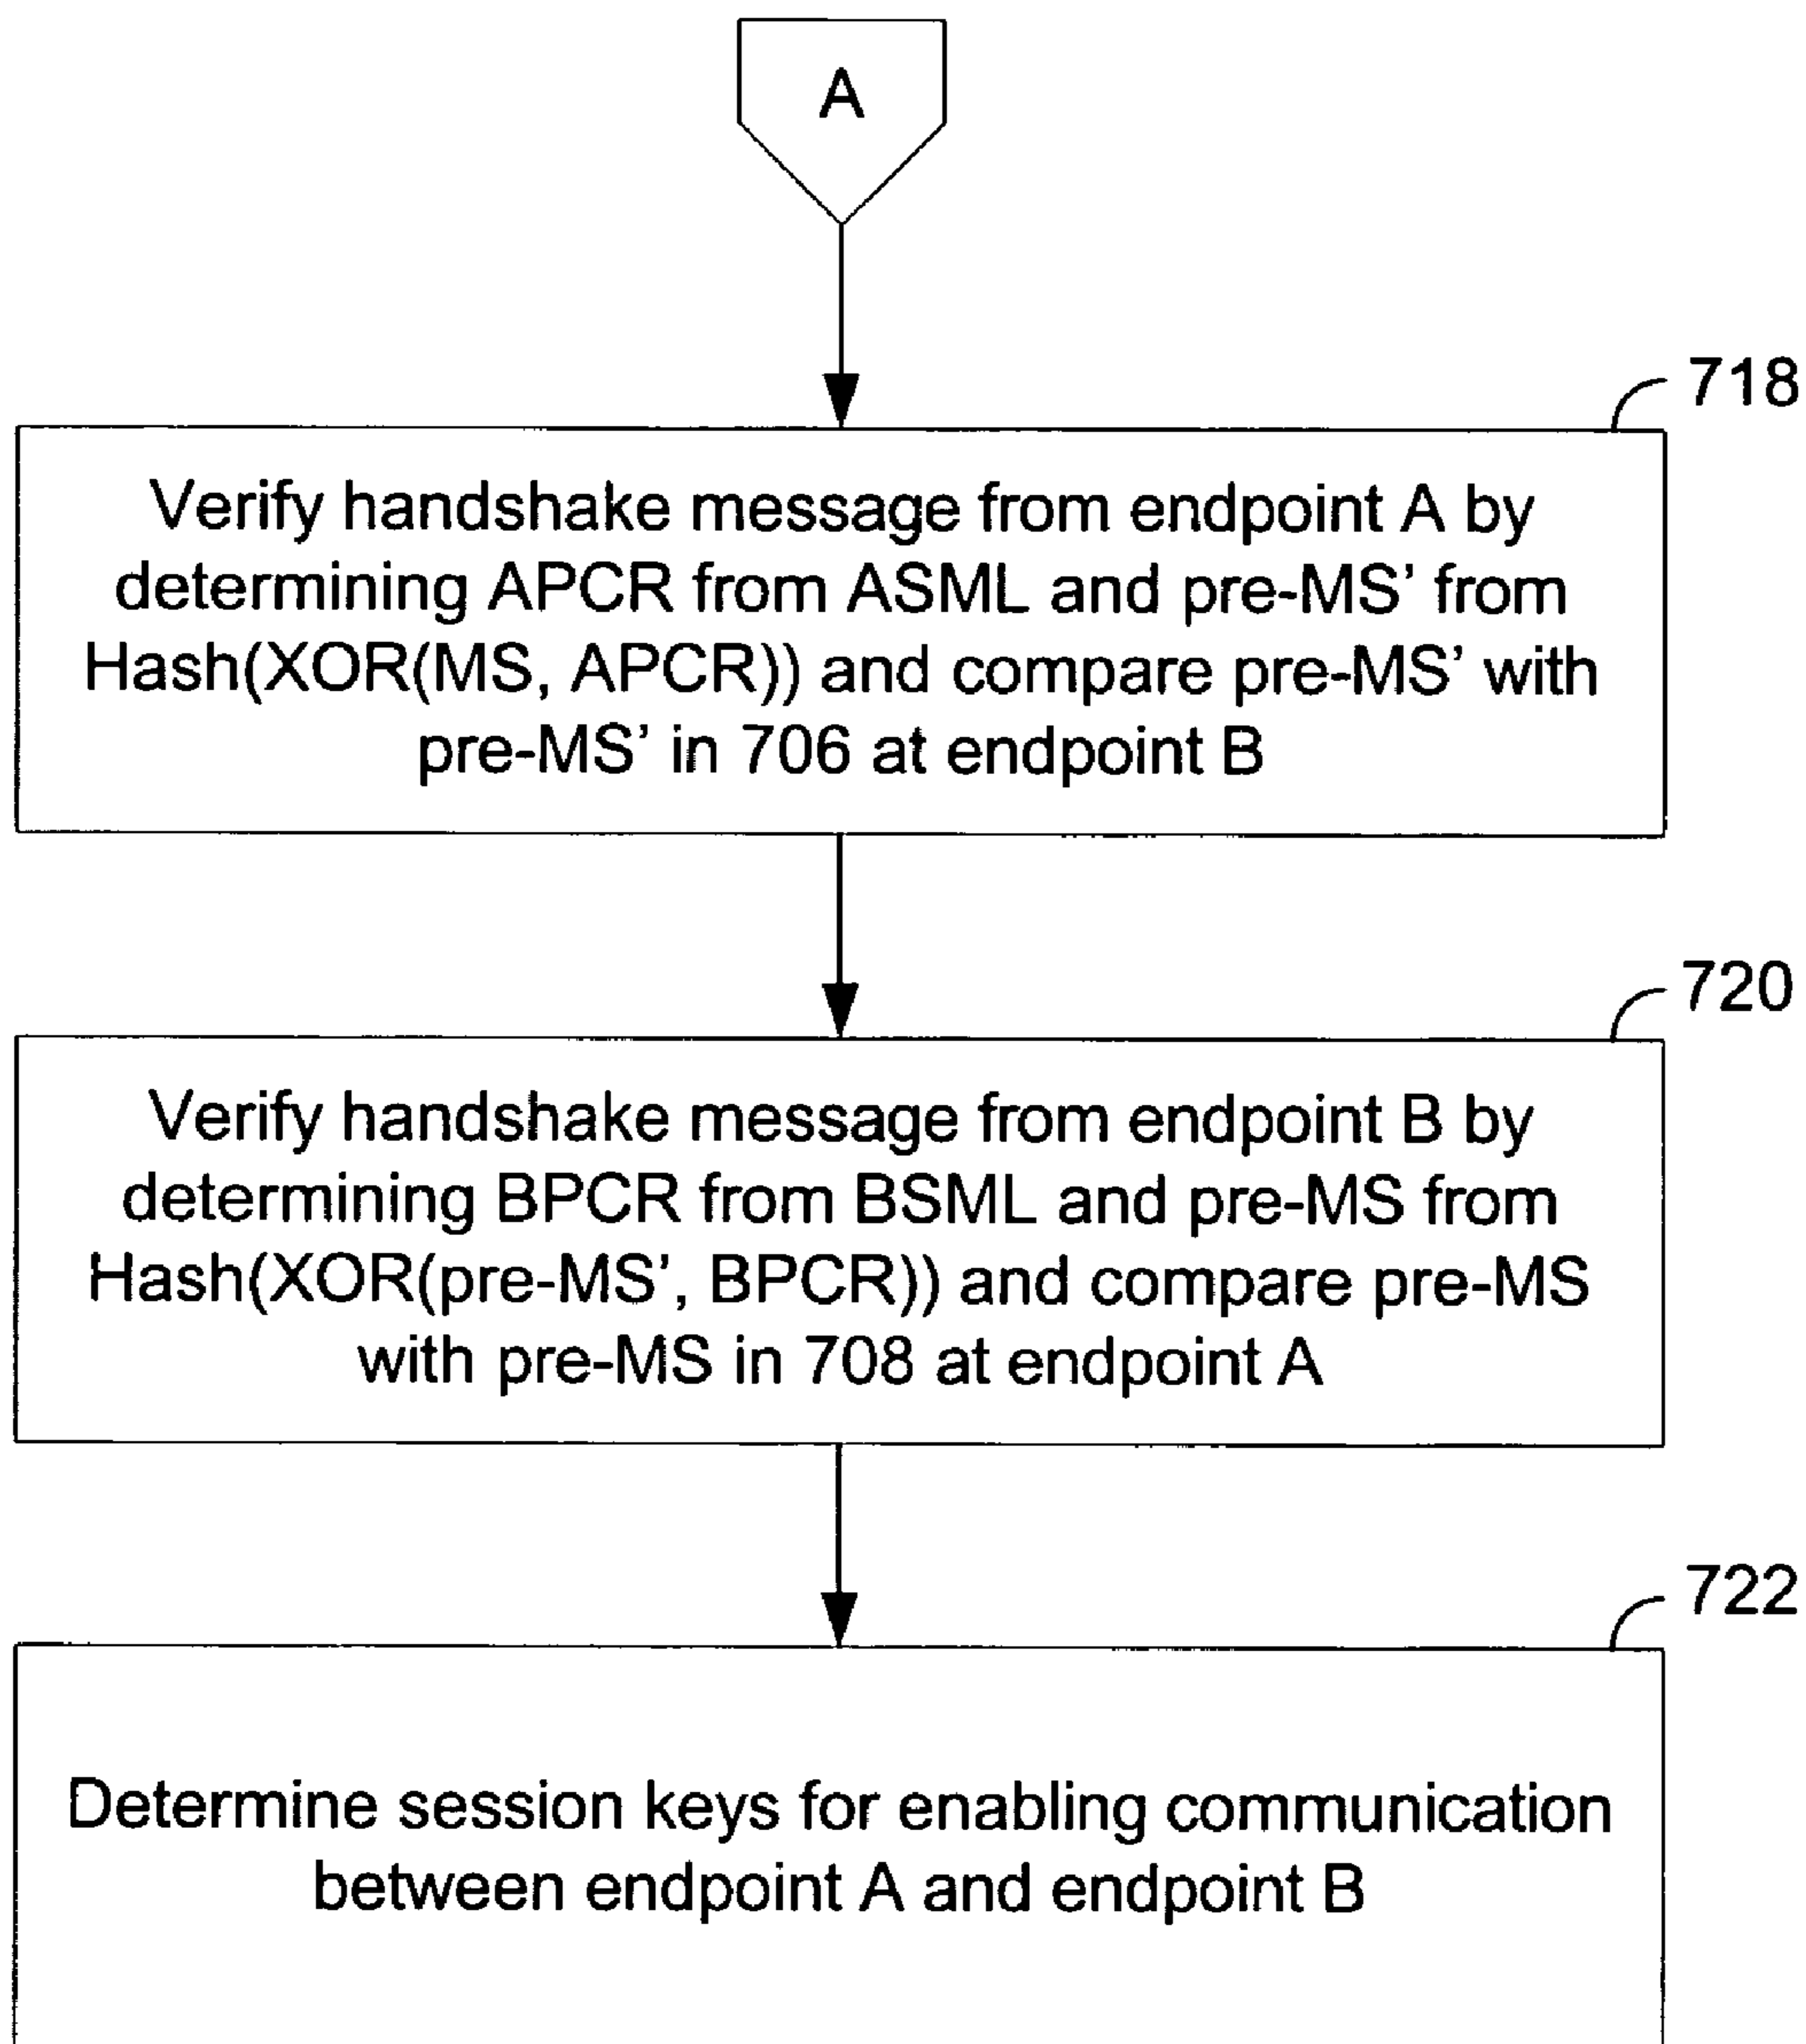 A
718
Verify handshake message from endpoint A by
determining APCR from ASML and pre-MS’ from
Hash(XOR(MS, APCR)) and compare pre-MS’ with
pre-MS’ in 706 at endpoint B
720
Verify handshake message from endpoint B by
determining BPCR from BSML and pre-MS from
Hash(XOR(pre-MS’, BPCR)) and compare pre-MS
with pre-MS in 708 at endpoint A
722
Determine session keys for enabling communication
between endpoint A and endpoint B